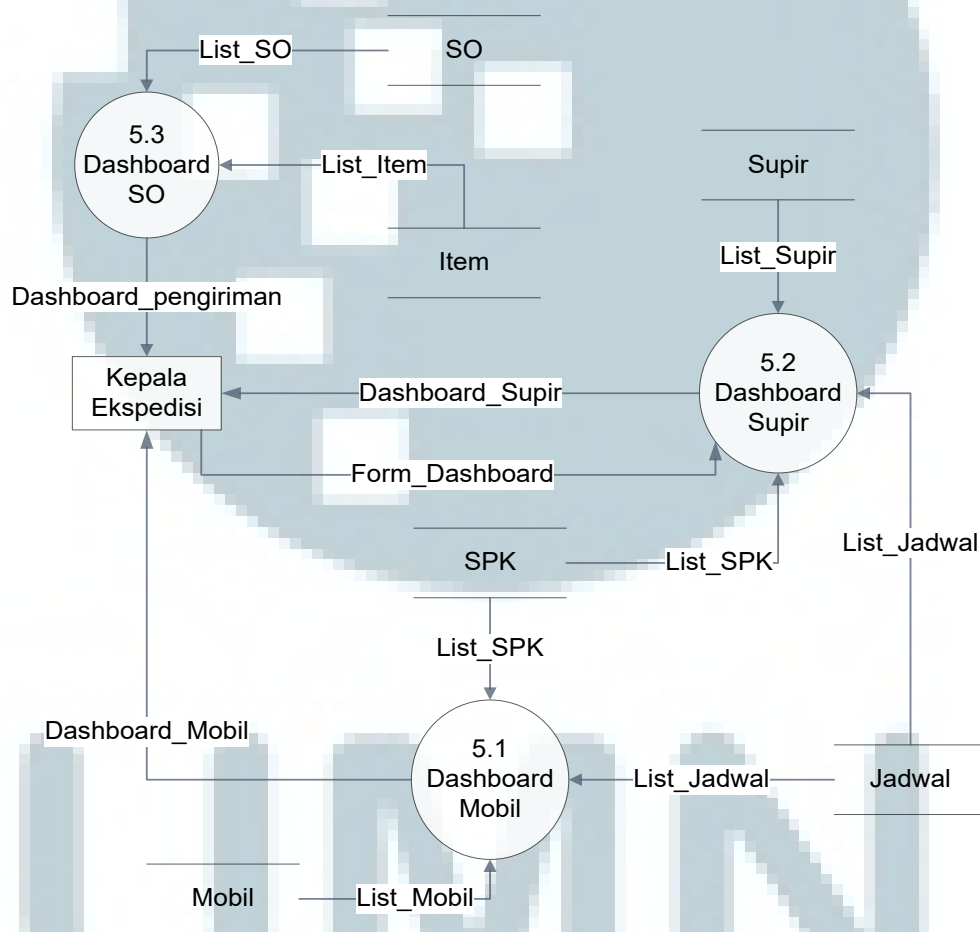 List_SO
SO
5.3
Dashboard
SO
List_Item
Supir
Item
List_Supir
Dashboard_pengiriman
Kepala
Ekspedisi
Dashboard_Supir
5.2
Dashboard
Supir
Form_Dashboard
List_Jadwal
SPK
List_SPK
List_SPK
Dashboard_Mobil
5.1
Dashboard
Mobil
List_Jadwal
Jadwal
Mobil
List_Mobil
UMN